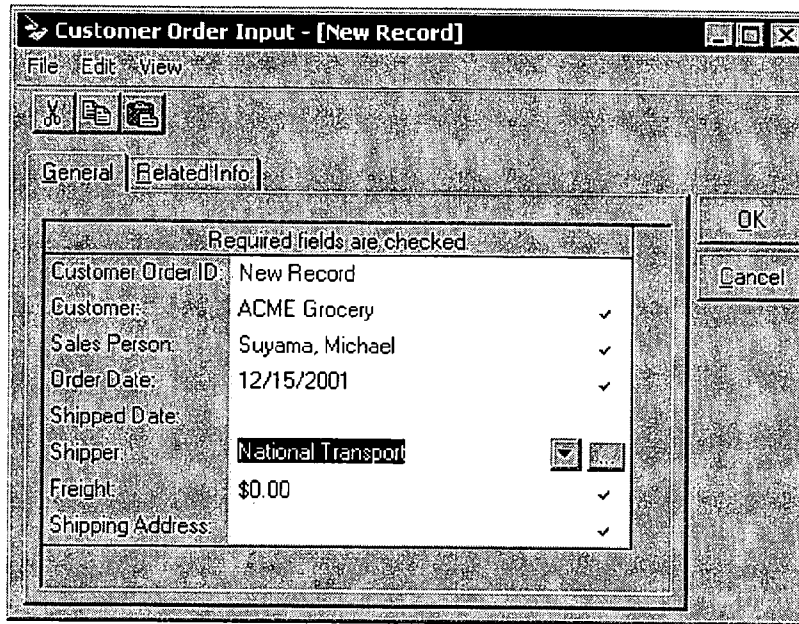 Customer Order Input - [New Record]
File Edit View
General Related Info
OK
Cancel
Required fields are checked
Customer Order ID: New Record
Customer: ACME Grocery
Sales Person: Suyama, Michael
Order Date: 12/15/2001
Shipped Date:
Shipper: National Transport ...
Freight: $0.00
Shipping Address: